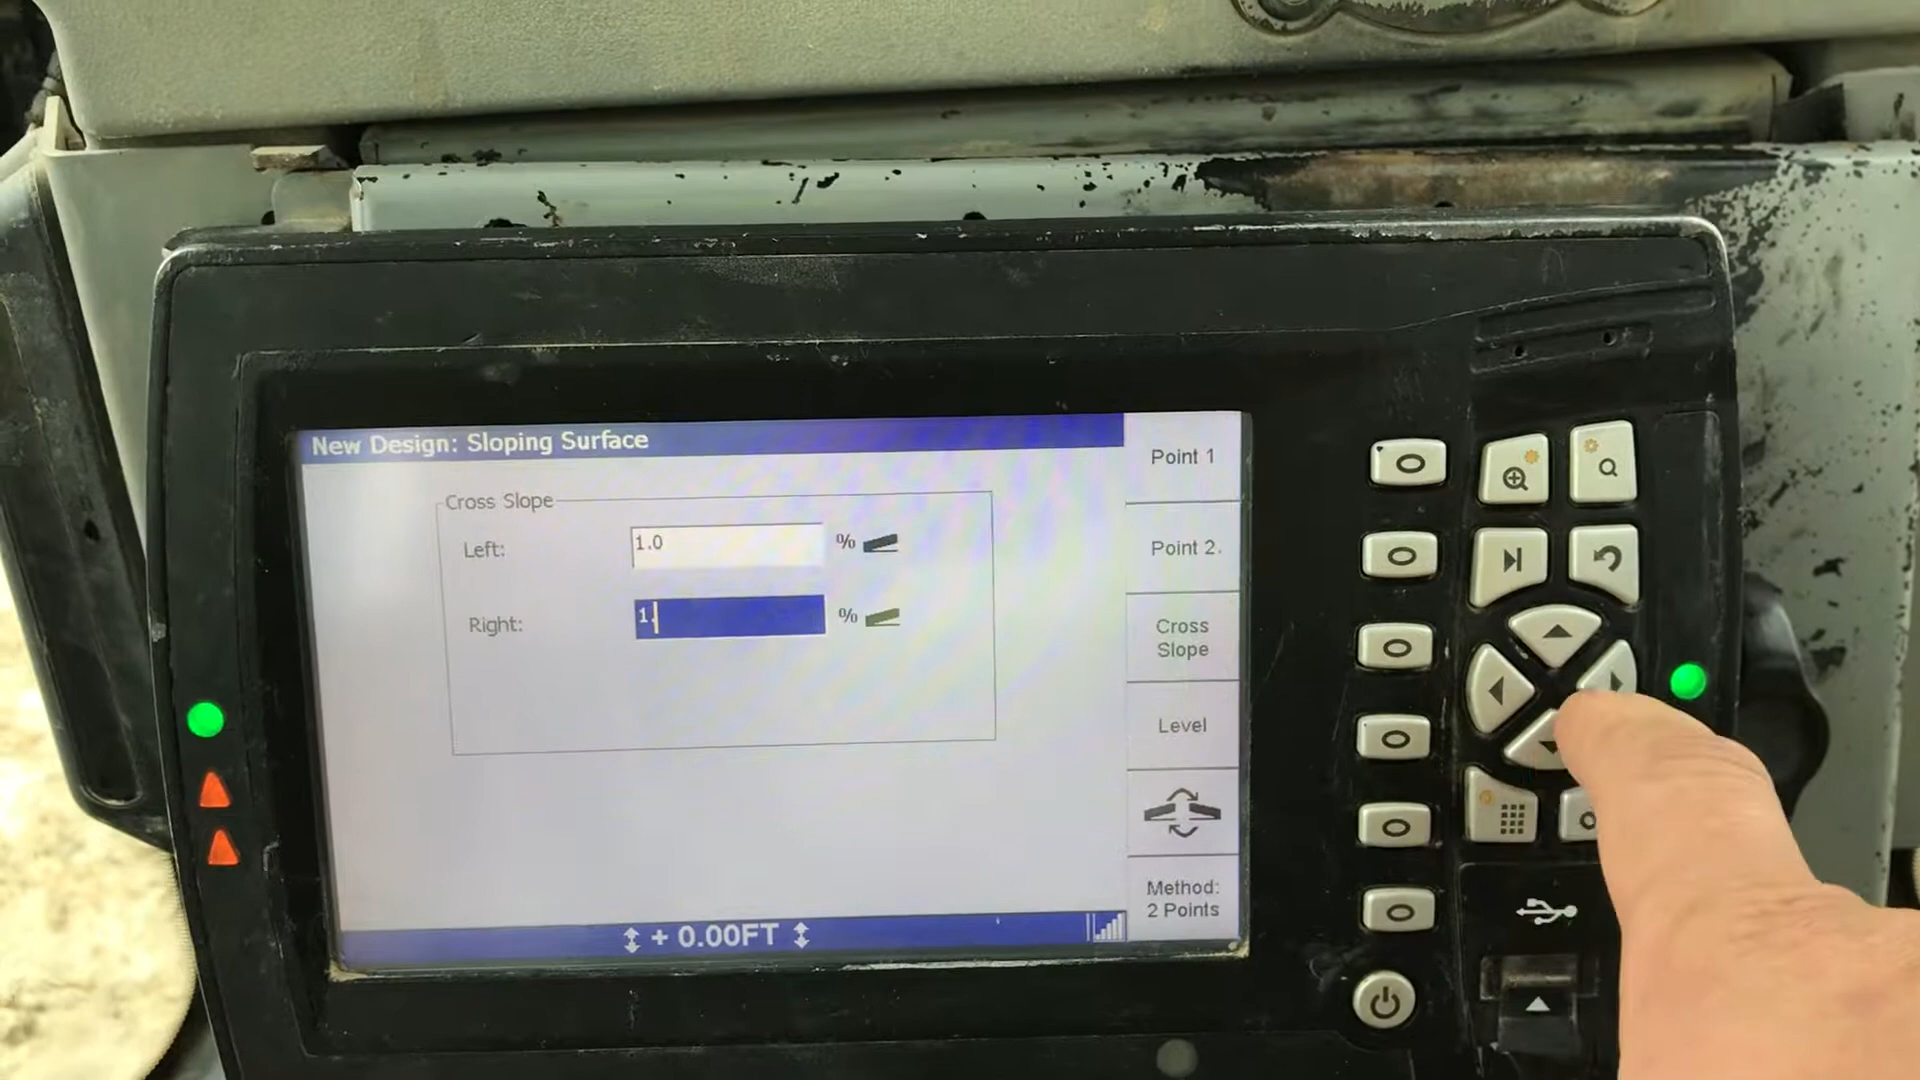 New Design: Sloping Surface
Point 1
Cross Slope
Left: 1.0 %
Point 2.
Right: 1. %
Cross
Slope
Level
Method:
2 Points
+ 0.00FT